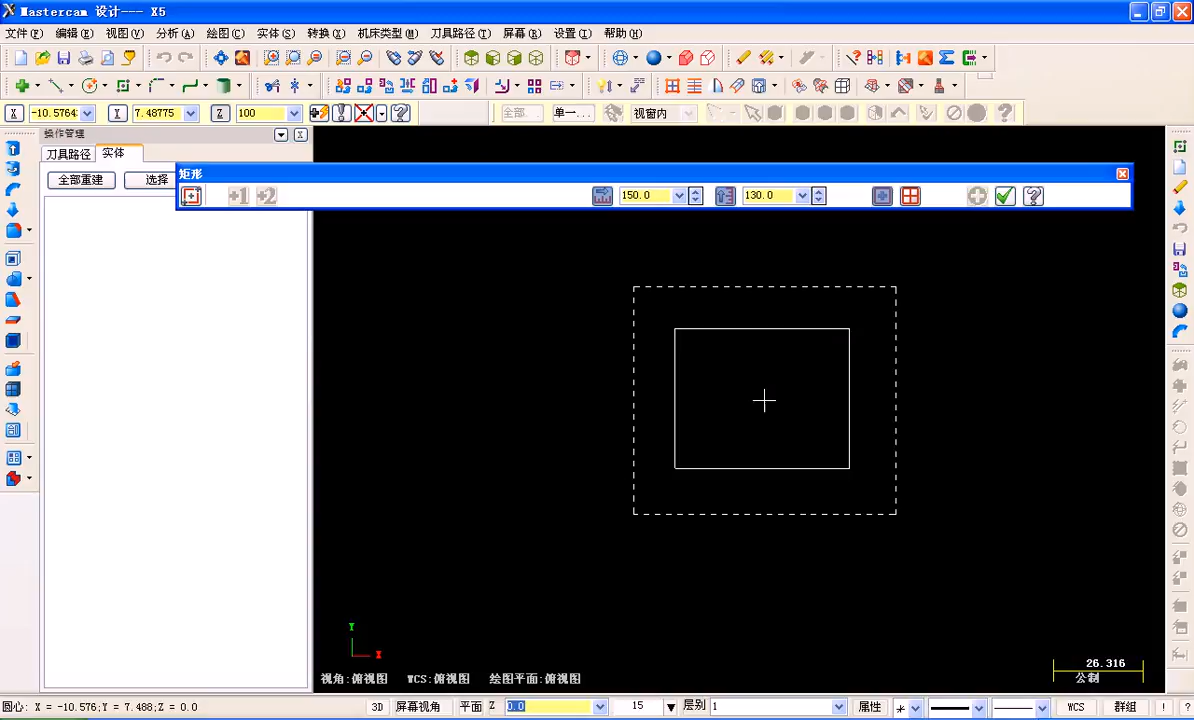 Mastercam 设计--- X5
文件(F) 编辑(E) 视图(V) 分析(A) 绘图(C) 实体(S) 转换(X) 机床类型(M) 刀具路径(T) 屏幕(R) 设置(I) 帮助(H)
X -10.5764 Y 7.48775 Z 100 全部... 单一... 视窗内
操作管理
刀具路径 实体
全部重建 选择
矩形
+1 +2 150.0 130.0
Y
X
视角:俯视图 WCS:俯视图 绘图平面:俯视图
26.316
公制
圆心: X = -10.576; Y = 7.488; Z = 0.0 3D 屏幕视角 平面 Z 0.0 15 层别 1 属性 WCS 群组 ! ?